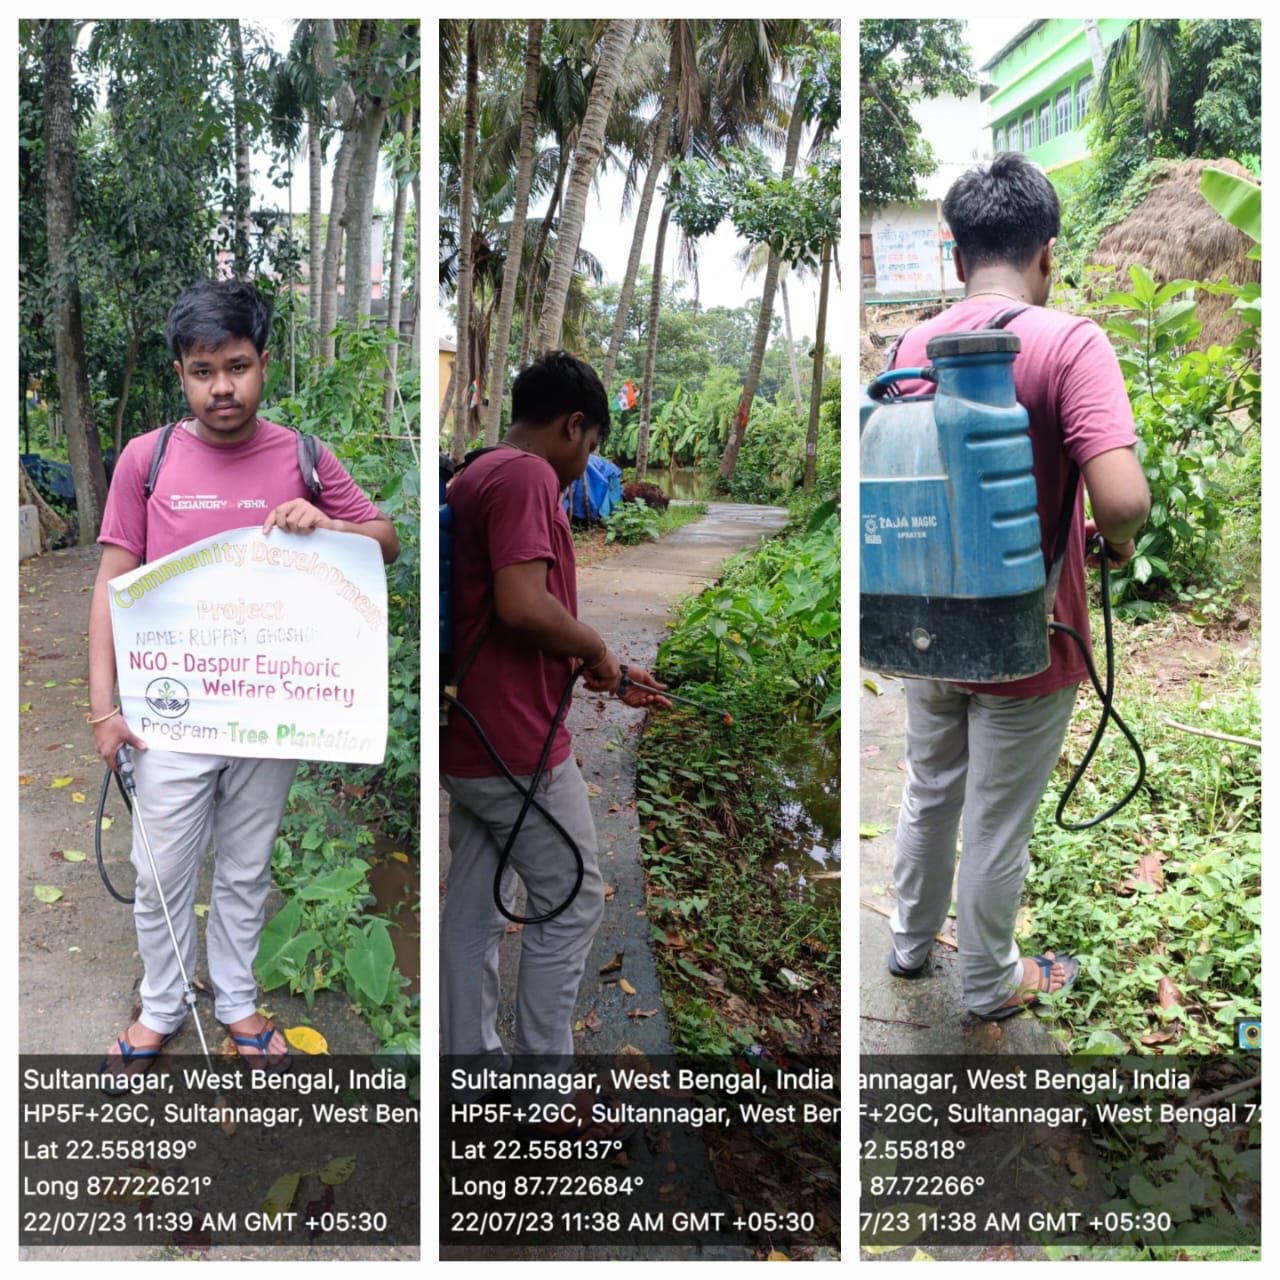 LEGANDRY FSHN.
Community Development
Project
NAME: RUPAM
NGO - Daspur Euphoric
Welfare Society
Program - Tree Plantation
Sultannagar, West Bengal, India
HP5F+2GC, Sultannagar, West Ben
Lat 22.558189°
Long 87.722621°
22/07/23 11:39 AM GMT +05:30
Sultannagar, West Bengal, India
HP5F+2GC, Sultannagar, West Ber
Lat 22.558137°
Long 87.722684°
22/07/23 11:38 AM GMT +05:30
RAJA MAGIC
SPRAYER
annagar, West Bengal, India
F+2GC, Sultannagar, West Bengal 72
22.55818°
87.72266°
7/23 11:38 AM GMT +05:30